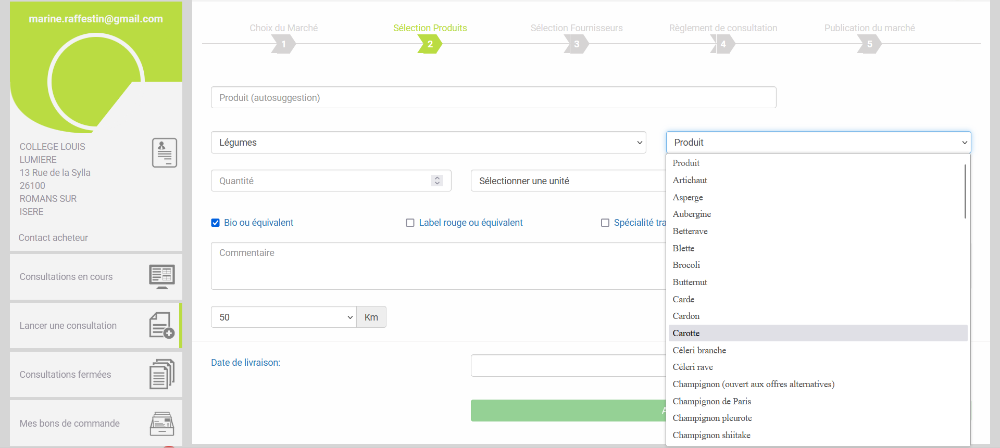 marine.raffestin@gmail.com
COLLEGE LOUIS
LUMIERE
13 Rue de la Sylla
26100
ROMANS SUR
ISERE
Contact acheteur
Consultations en cours
Lancer une consultation
Consultations fermées
Mes bons de commande
Choix du Marché
1
Sélection Produits
2
Sélection Fournisseurs
3
Règlement de consultation
4
Publication du marché
5
Produit (autosuggestion)
Légumes
Produit
Quantité
Sélectionner une unité
Bio ou équivalent
Label rouge ou équivalent
Spécialité tra
Commentaire
50
Km
Date de livraison:
Produit
Artichaut
Asperge
Aubergine
Betterave
Blette
Brocoli
Butternut
Carde
Cardon
Carotte
Céleri branche
Céleri rave
Champignon (ouvert aux offres alternatives)
Champignon de Paris
Champignon pleurote
Champignon shiitake